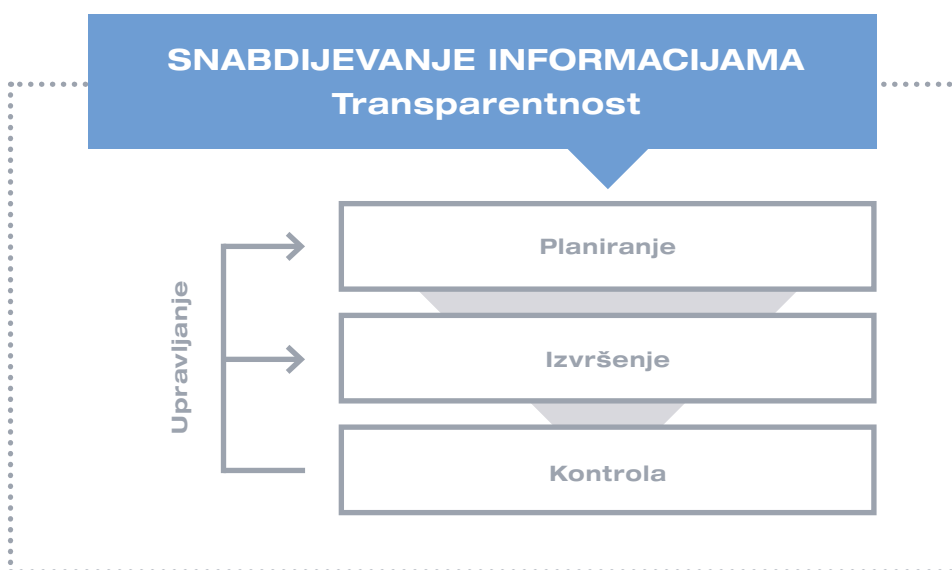 SNABDIJEVANJE INFORMACIJAMA
Transparentnost
Planiranje
Upravljanje
Izvršenje
Kontrola